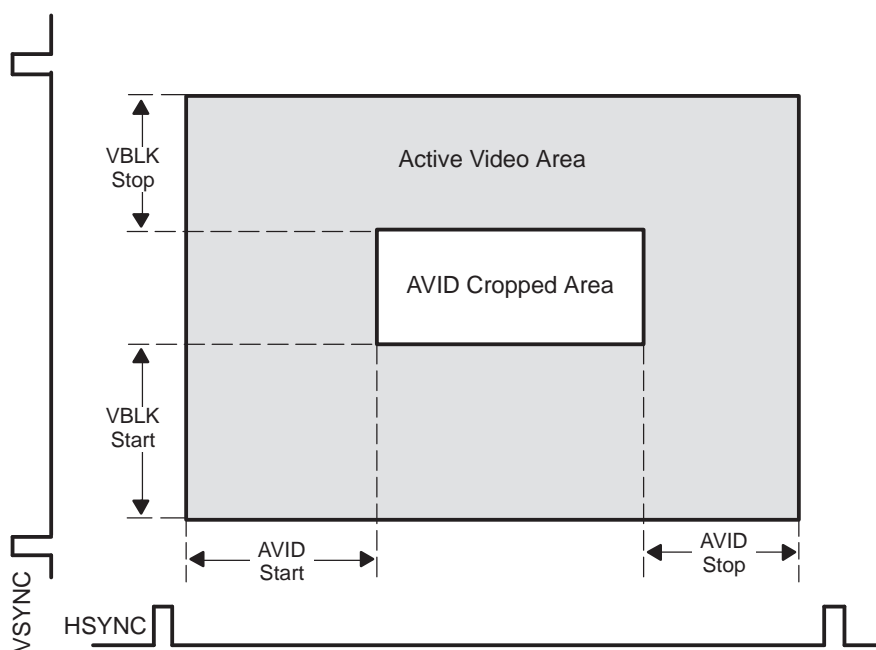 VBLK
Stop
Active Video Area
AVID Cropped Area
VBLK
Start
AVID
Start
AVID
Stop
VSYNC
HSYNC